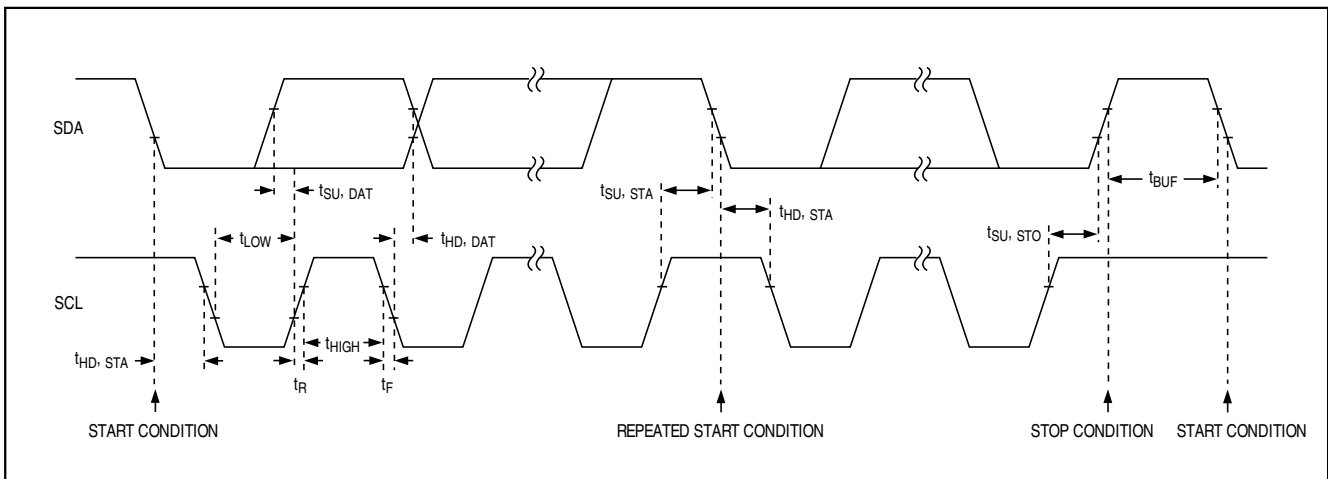 SDA
tSU, DAT
tSU, STA
tHD, STA
tBUF
tLOW
tHD, DAT
tSU, STO
SCL
tHIGH
tHD, STA
tR
tF
START CONDITION
REPEATED START CONDITION
STOP CONDITION
START CONDITION